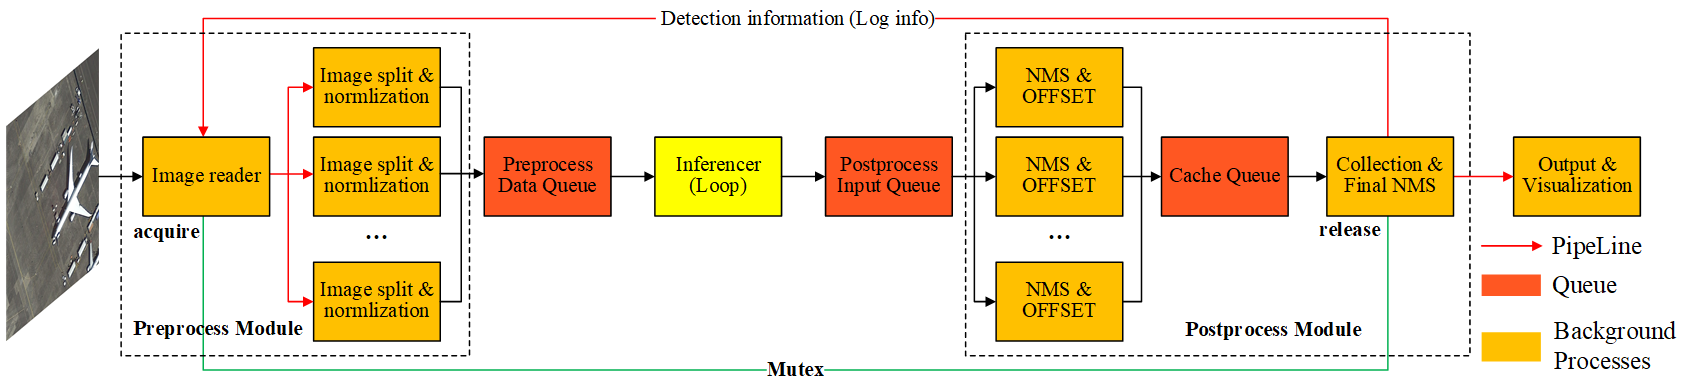 Detection information (Log info)
Image reader
acquire
Image split &
normlization
Image split &
normlization
...
Image split &
normlization
Preprocess Module
Preprocess
Data Queue
Inferencer
(Loop)
Postprocess
Input Queue
NMS &
OFFSET
NMS &
OFFSET
...
NMS &
OFFSET
Cache Queue
Collection &
Final NMS
release
Postprocess Module
Output &
Visualization
Mutex
PipeLine
Queue
Background
Processes